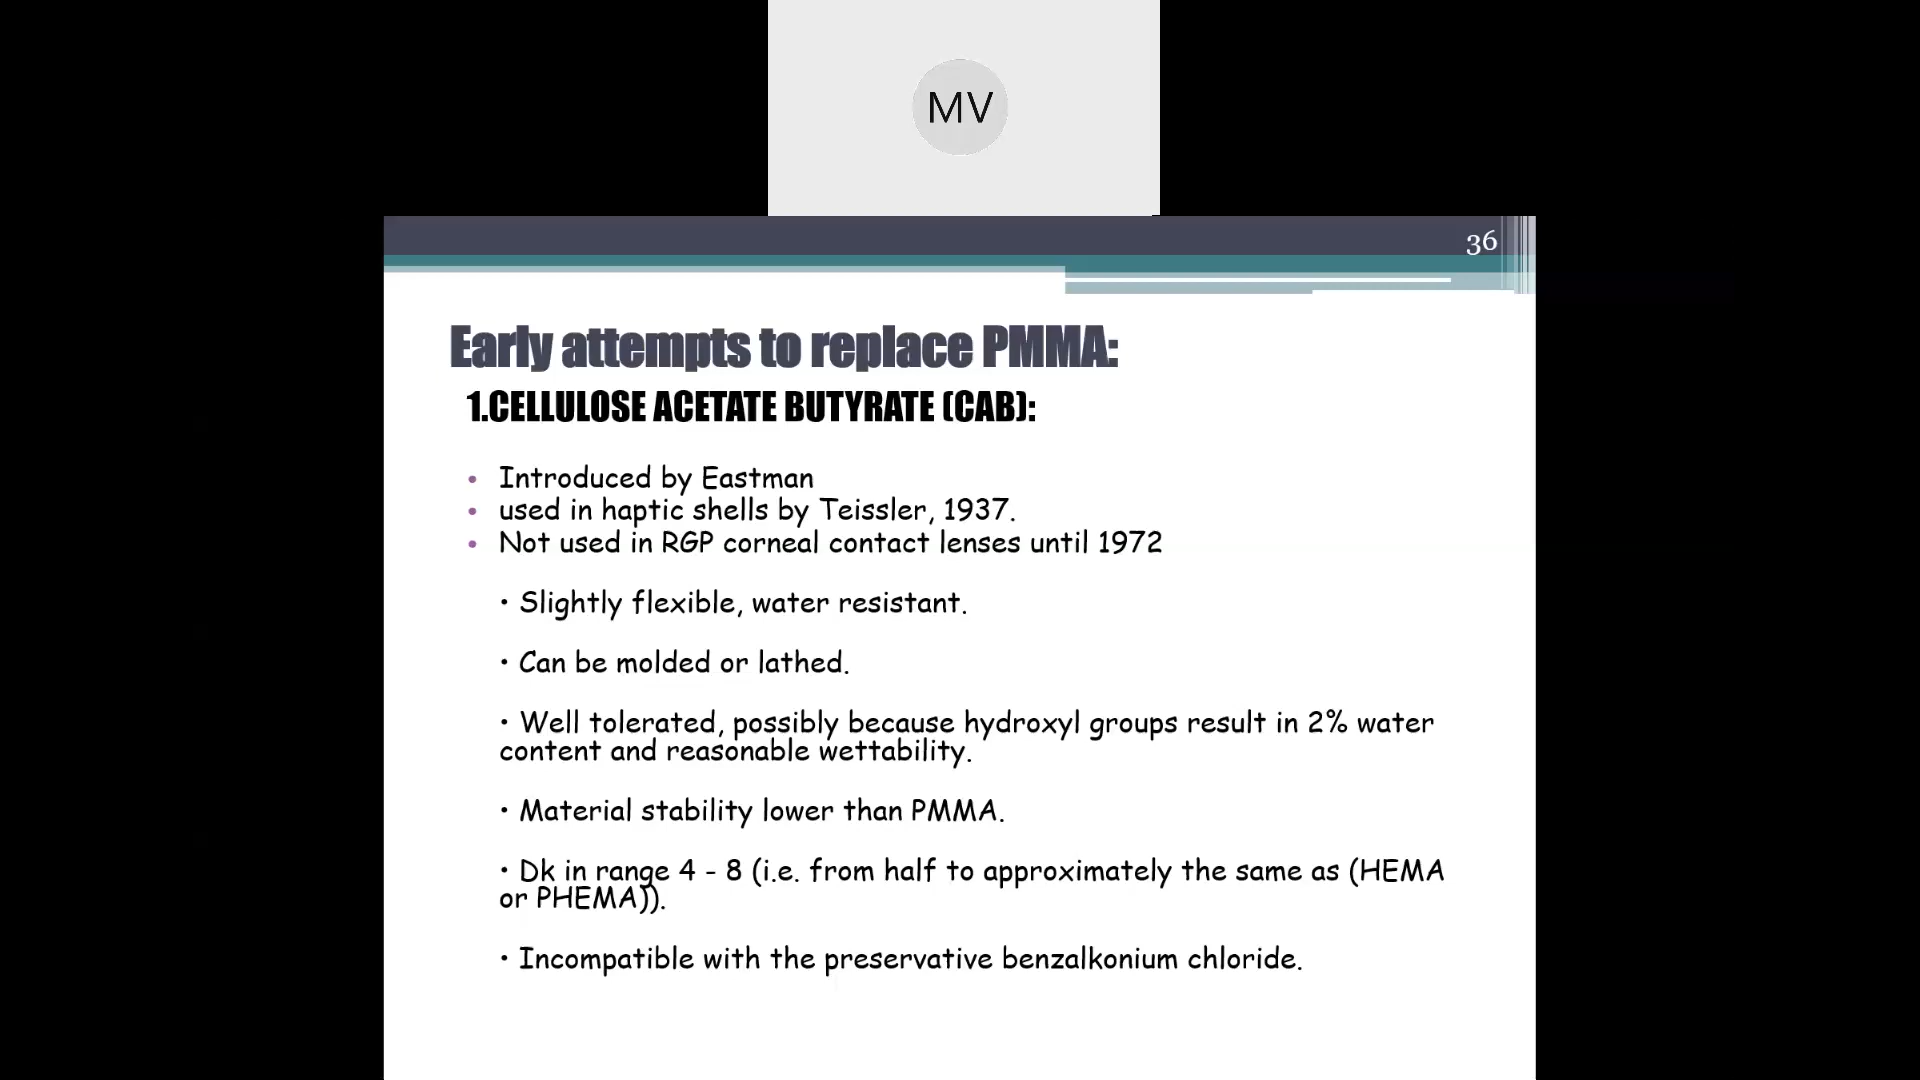 MV
36
Early attempts to replace PMMA:
1.CELLULOSE ACETATE BUTYRATE (CAB):
• Introduced by Eastman
• used in haptic shells by Teissler, 1937.
• Not used in RGP corneal contact lenses until 1972
• Slightly flexible, water resistant.
• Can be molded or lathed.
• Well tolerated, possibly because hydroxyl groups result in 2% water
content and reasonable wettability.
• Material stability lower than PMMA.
• Dk in range 4 - 8 (i.e. from half to approximately the same as (HEMA
or PHEMA)).
• Incompatible with the preservative benzalkonium chloride.